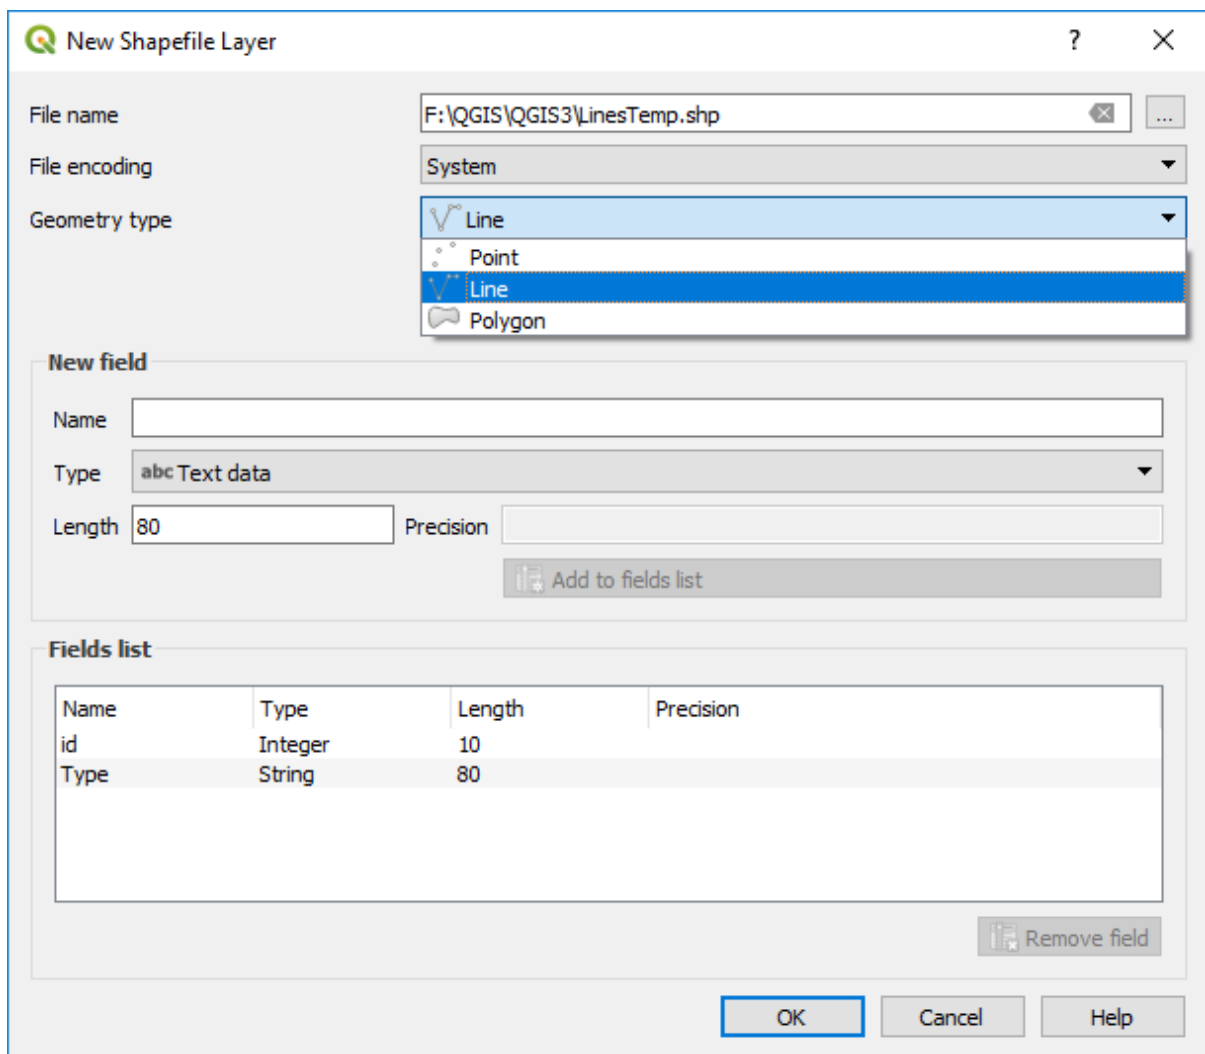 New Shapefile Layer
?
File name F:\QGIS\QGIS3\LinesTemp.shp ...
File encoding System
Geometry type Line
Point
Line
Polygon
New field
Name
Type abc Text data
Length 80 Precision
Add to fields list
Fields list
Name Type Length Precision
id Integer 10
Type String 80
Remove field
OK Cancel Help